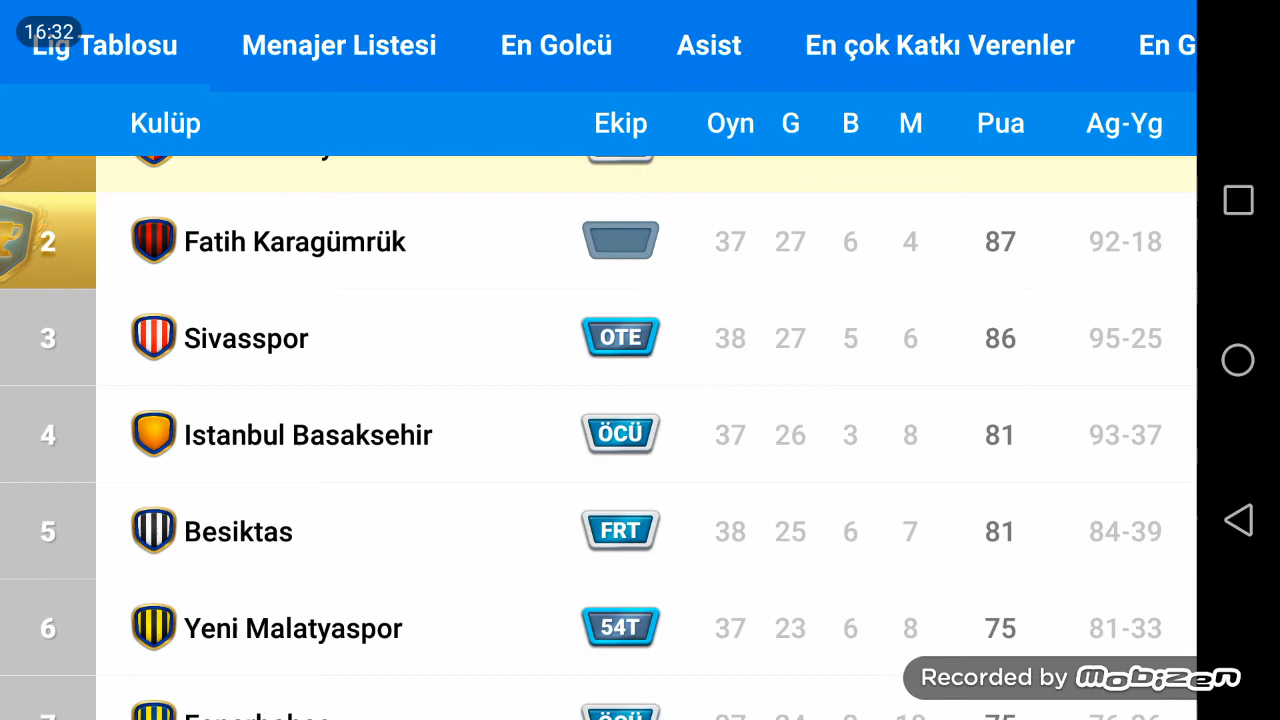 16:32
Lig Tablosu Menajer Listesi En Golcü Asist En çok Katkı Verenler En G
Kulüp Ekip Oyn G B M Pua Ag-Yg
2 Fatih Karagümrük 37 27 6 4 87 92-18
3 Sivasspor OTE 38 27 5 6 86 95-25
4 Istanbul Basaksehir ÖCÜ 37 26 3 8 81 93-37
5 Besiktas FRT 38 25 6 7 81 84-39
6 Yeni Malatyaspor 54T 37 23 6 8 75 81-33
Recorded by mobizen